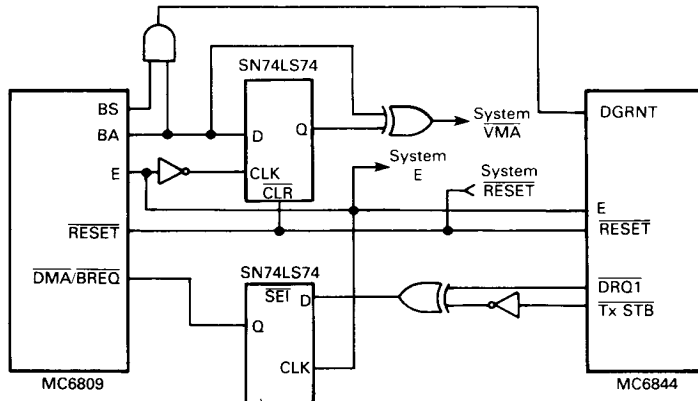 SN74LS74
BS
BA
E
RESET
DMA/BREQ
MC6809
D
Q
CLK
CLR
System
VMA
System
E
System
RESET
DGRNT
E
RESET
DRQ1
Tx STB
MC6844
SN74LS74
SEI
D
Q
CLK